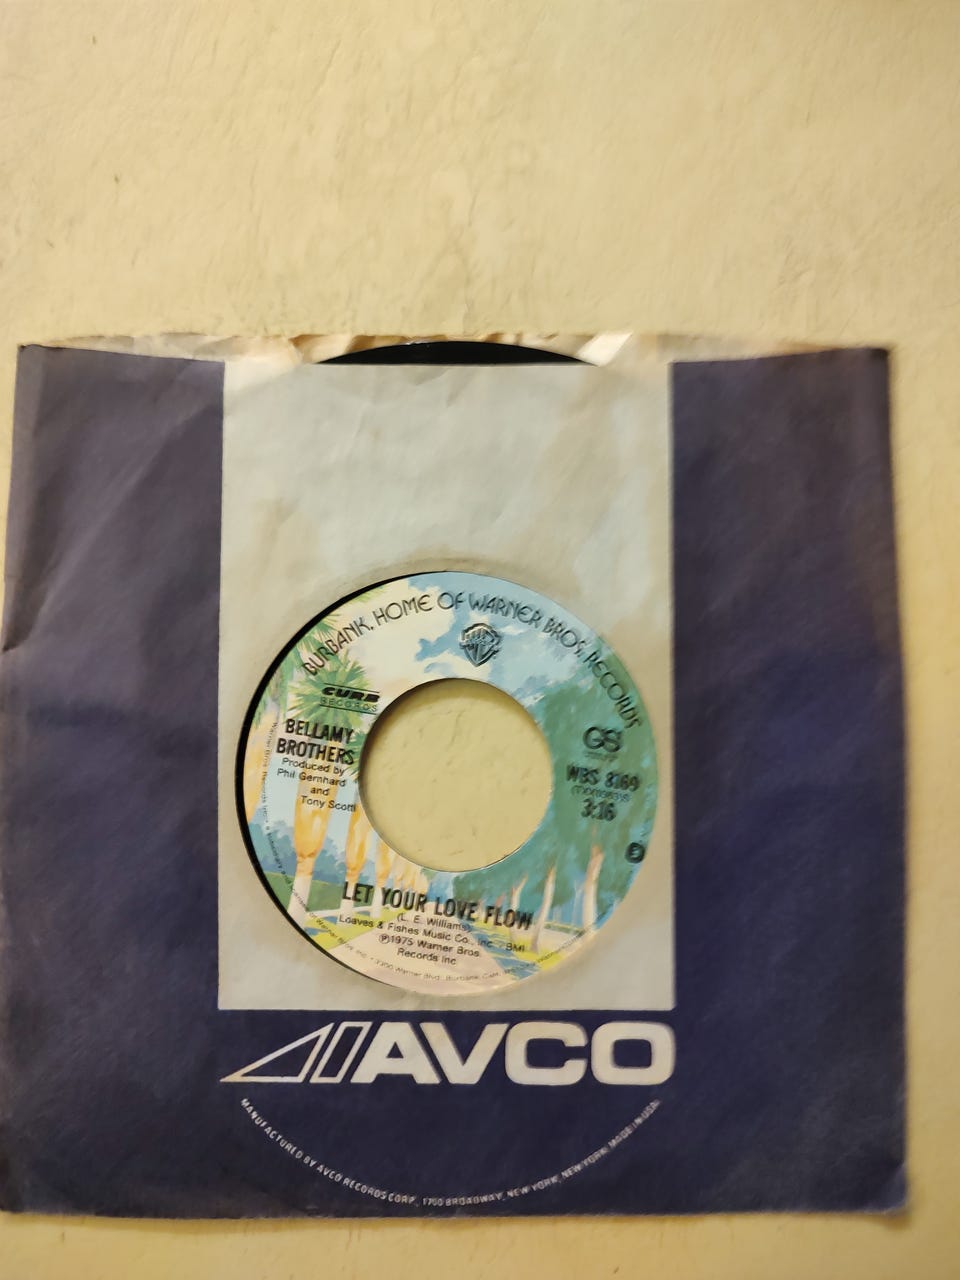 BURBANK, HOME OF WARNER BROS. RECORDS
CURB
RECORDS
BELLAMY
BROTHERS
Produced by
Phil Gernhard
and
Tony Scotti
GS
WBS 8169
3:16
LET YOUR LOVE FLOW
(L. E. Williams)
Loaves & Fishes Music Co., Inc. - BMI
℗1975 Warner Bros.
Records Inc.
AVCO
MANUFACTURED BY AVCO RECORDS CORP., 1700 BROADWAY, NEW YORK, NEW YORK MADE IN USA